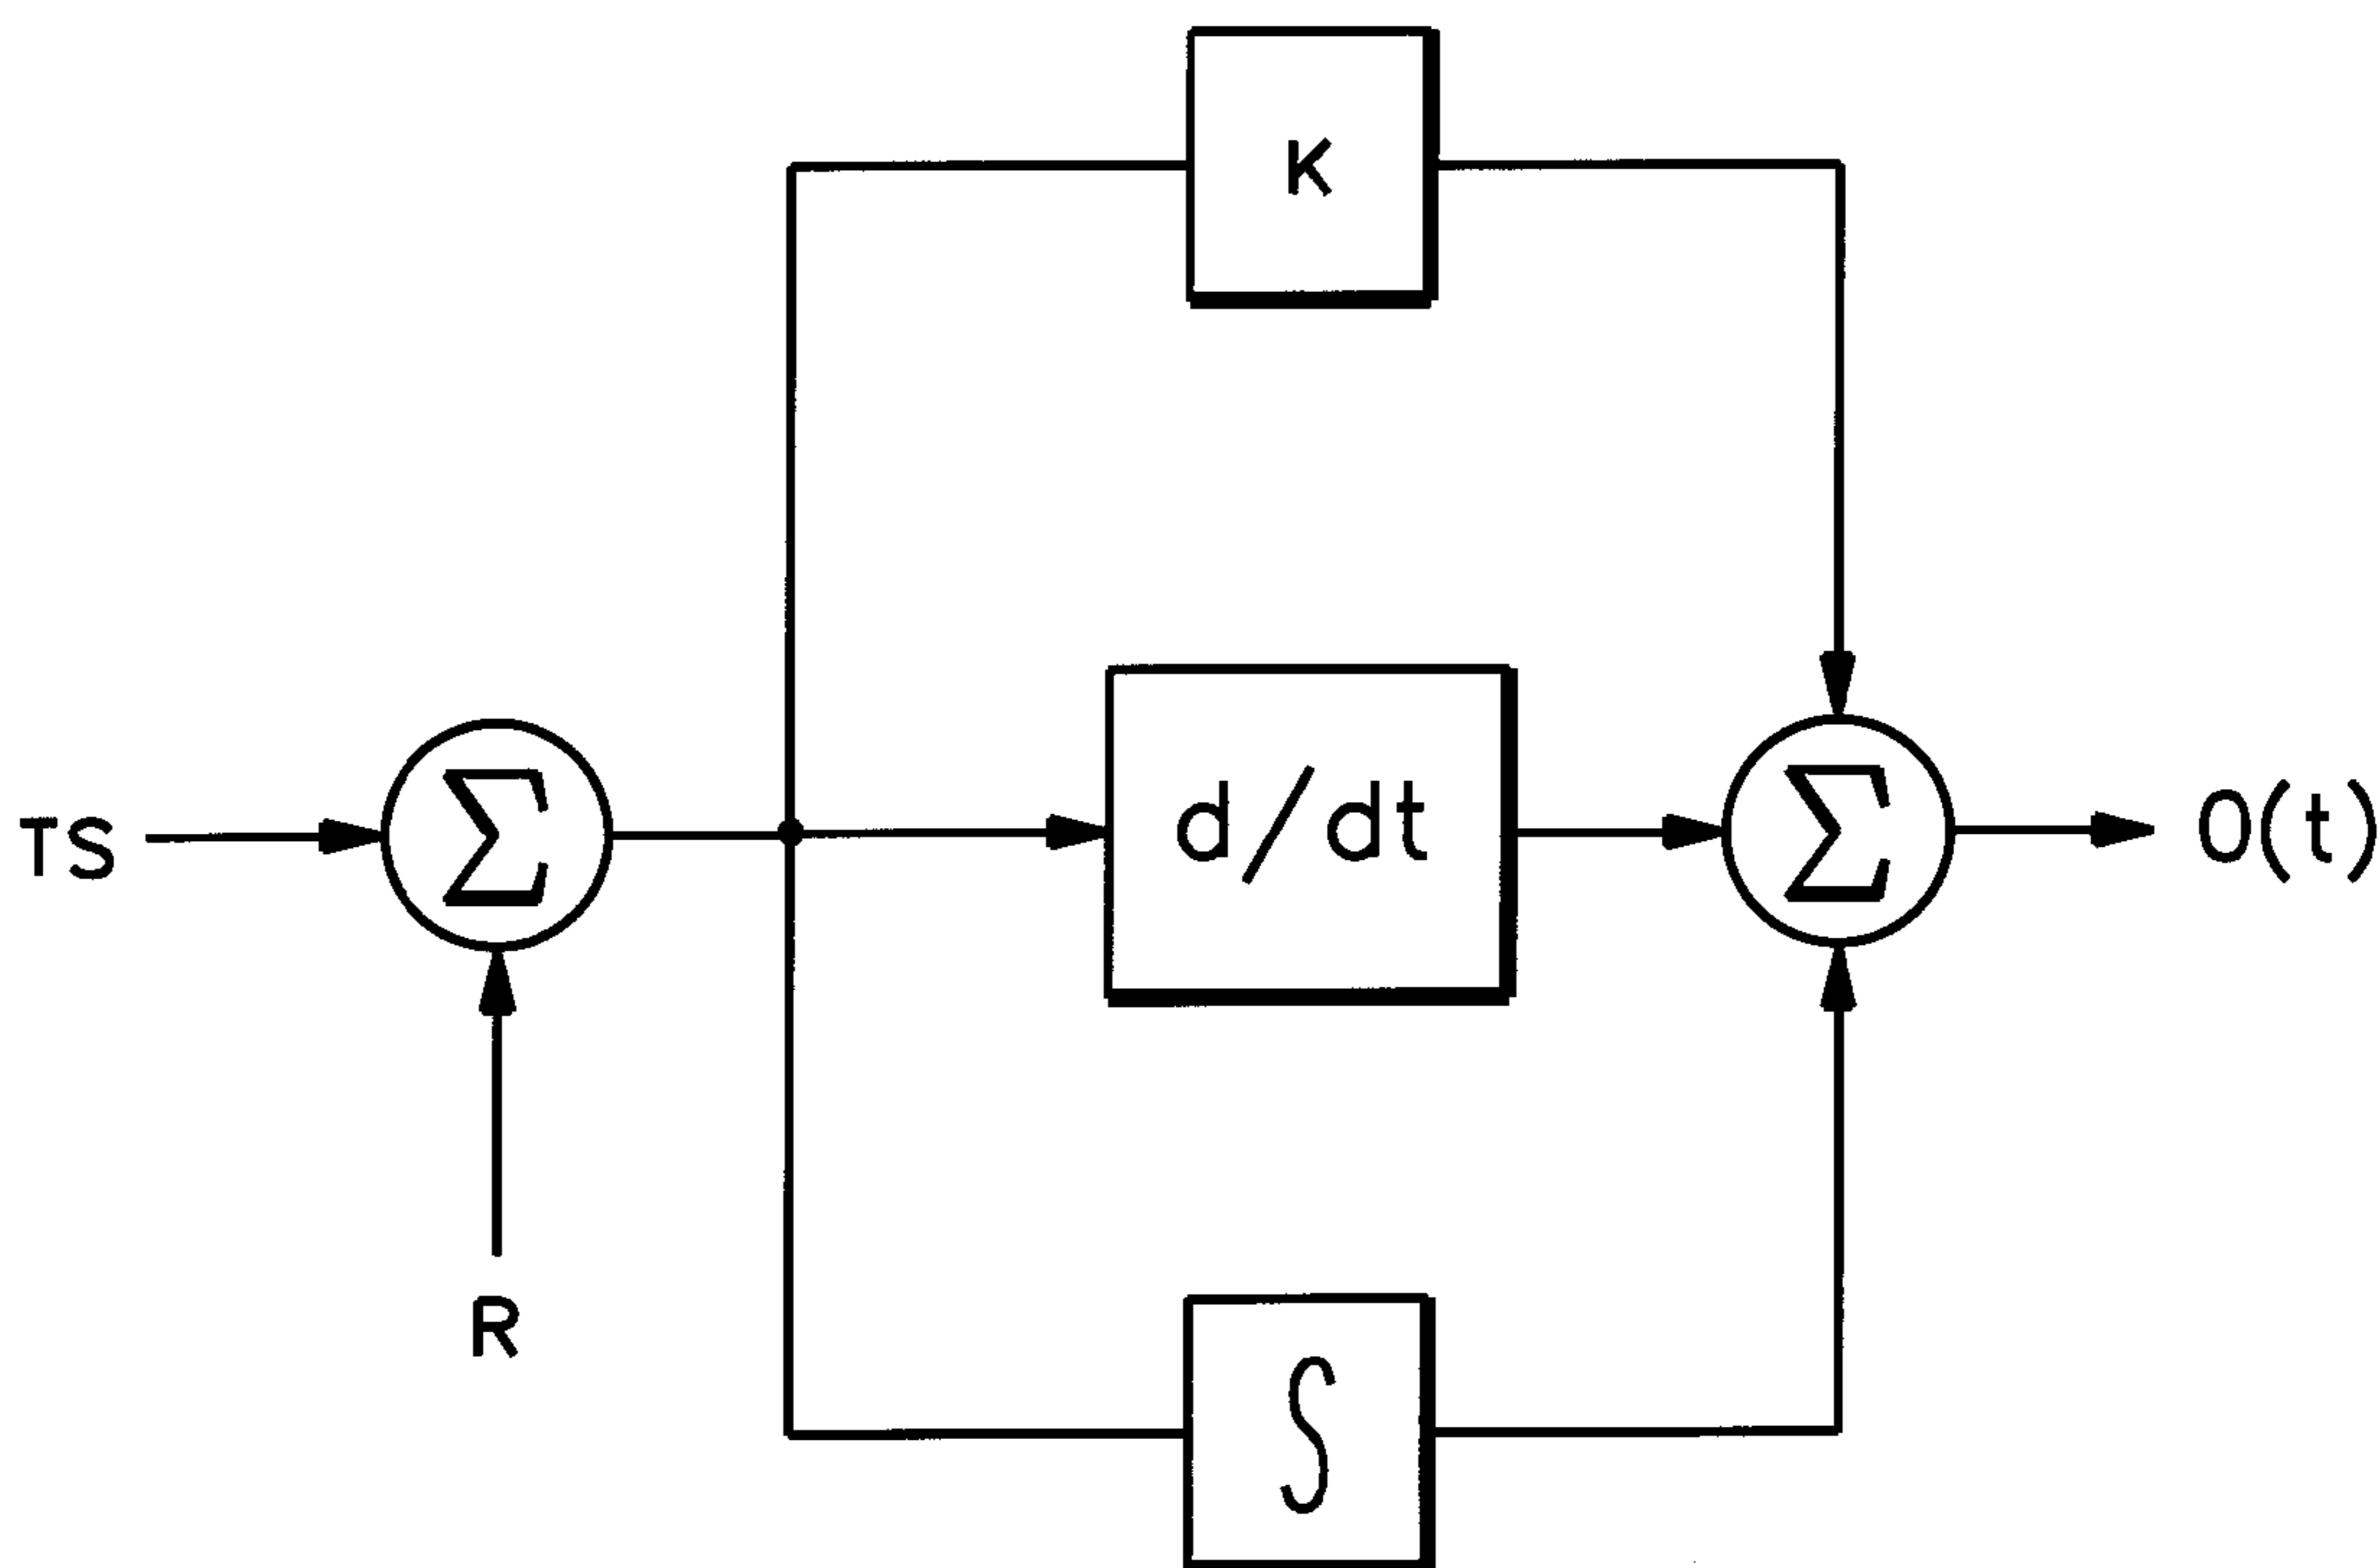 K
TS
Σ
d/dt
Σ
O(t)
R
∫